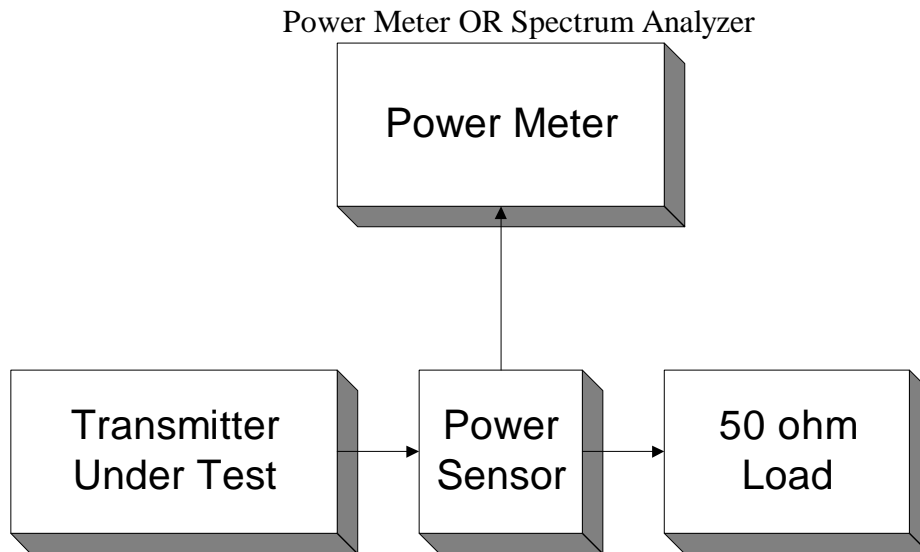 Power Meter OR Spectrum Analyzer
Power Meter
Transmitter
Under Test
Power
Sensor
50 ohm
Load